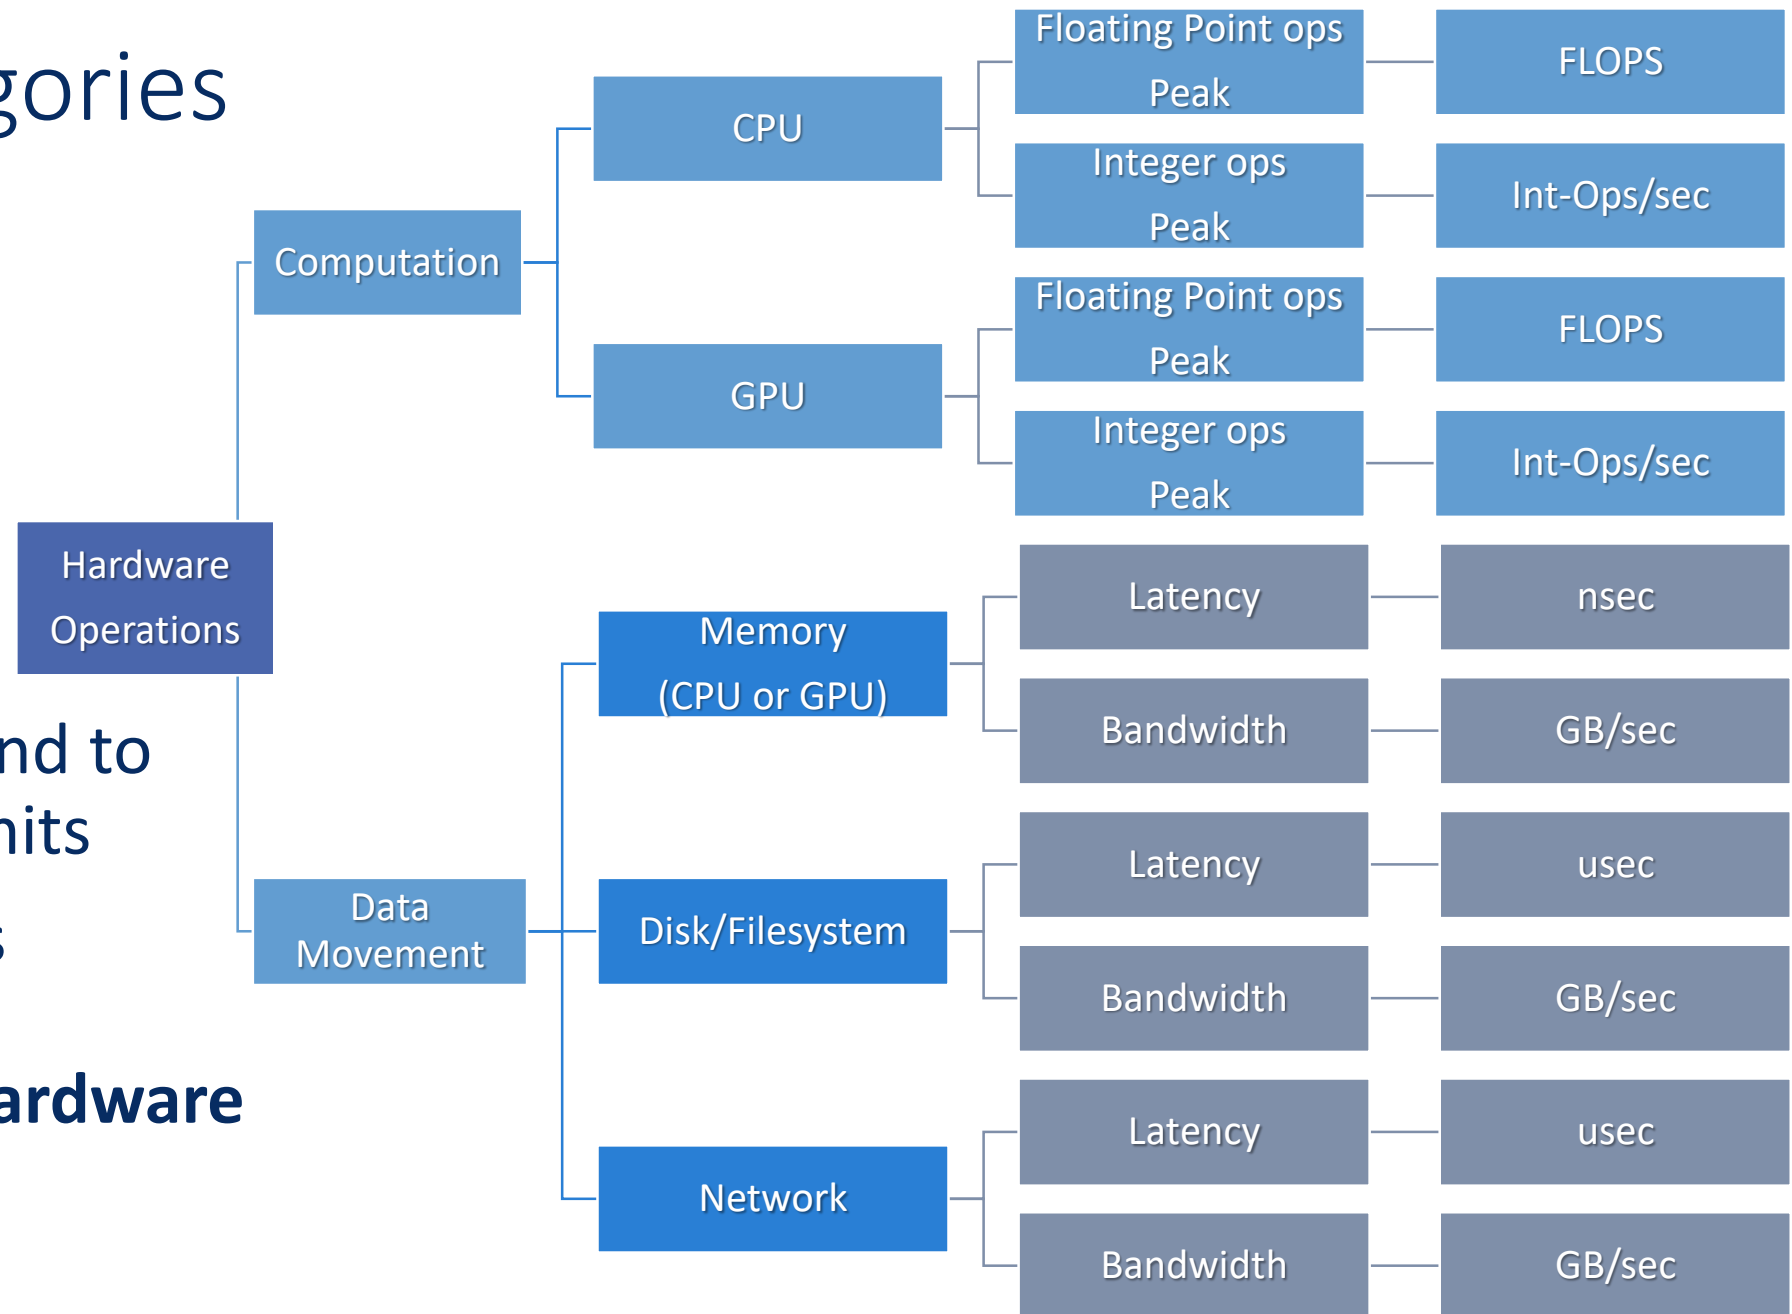 gories
Hardware
Operations
nd to
nits
s
ardware
Computation
CPU
Floating Point ops
Peak
FLOPS
Integer ops
Peak
Int-Ops/sec
GPU
Floating Point ops
Peak
FLOPS
Integer ops
Peak
Int-Ops/sec
Data
Movement
Memory
(CPU or GPU)
Latency
nsec
Bandwidth
GB/sec
Disk/Filesystem
Latency
usec
Bandwidth
GB/sec
Network
Latency
usec
Bandwidth
GB/sec